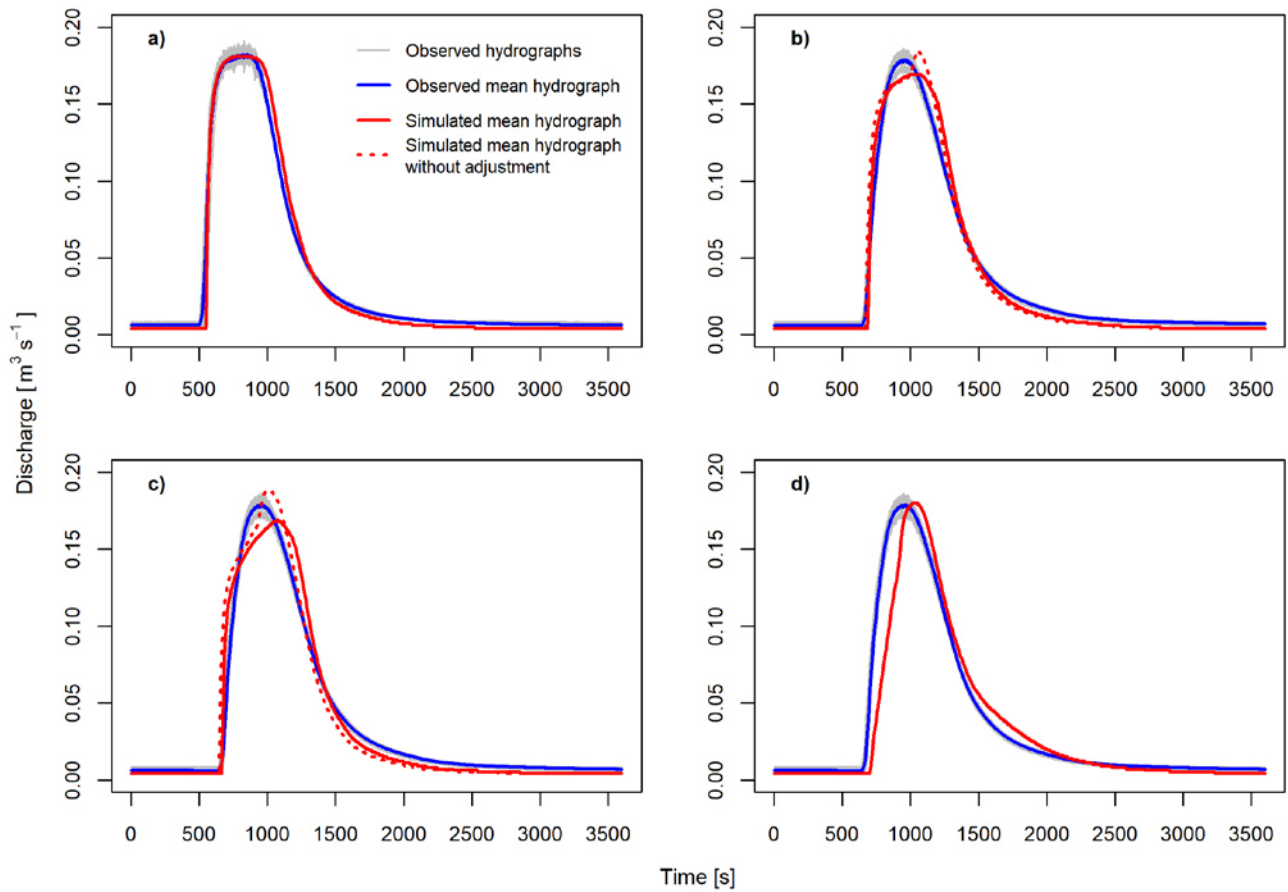 a)
Observed hydrographs
Observed mean hydrograph
Simulated mean hydrograph
Simulated mean hydrograph
without adjustment
0.00 0.05 0.10 0.15 0.20
0 500 1000 1500 2000 2500 3000 3500
b)
0.00 0.05 0.10 0.15 0.20
0 500 1000 1500 2000 2500 3000 3500
Discharge [ m³ s⁻¹ ]
c)
0.00 0.05 0.10 0.15 0.20
0 500 1000 1500 2000 2500 3000 3500
d)
0.00 0.05 0.10 0.15 0.20
0 500 1000 1500 2000 2500 3000 3500
Time [s]